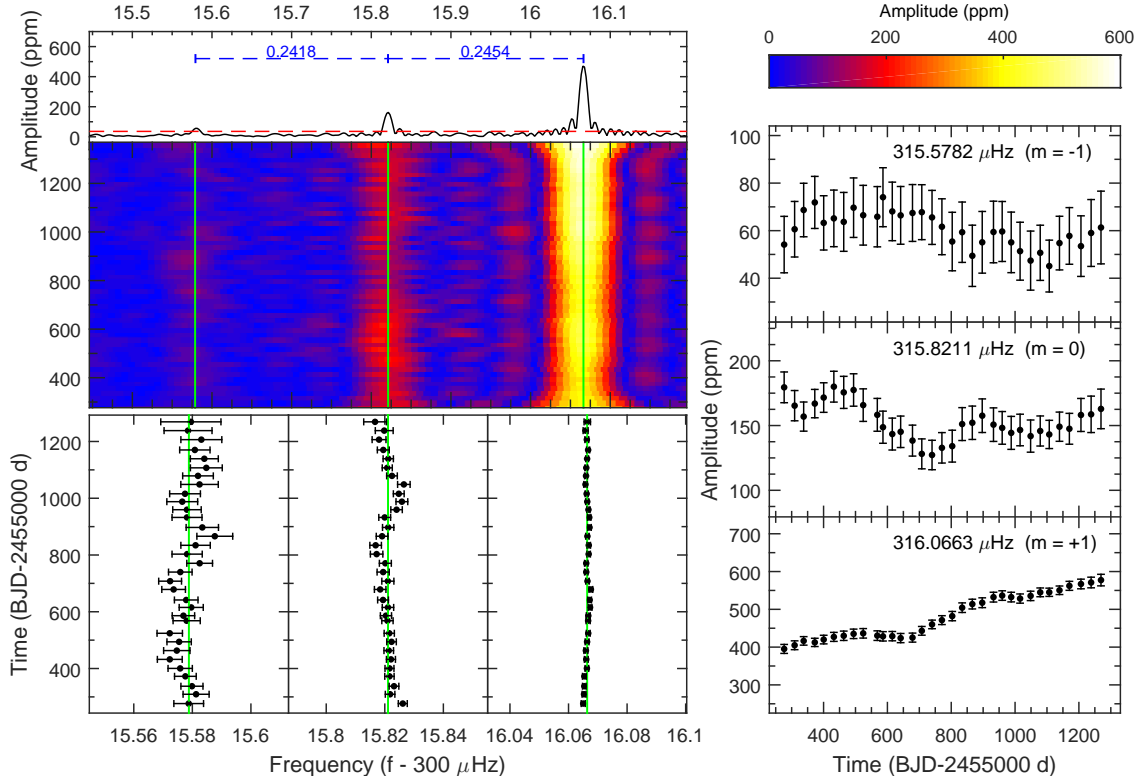 15.5 15.58 15.7 15.82 15.9 16 16.1
Amplitude (ppm)
600
400
200
0
0.2418 0.2454
1200
1000
800
600
400
Time (BJD-2455000 d)
1200
1000
800
600
400
15.56 15.58 15.6 15.8 15.82 15.84 16.04 16.06 16.08 16.1
Frequency (f - 300 μHz)
Amplitude (ppm)
0 200 400 600
Amplitude (ppm)
100
80
60
40
315.5782 μHz (m = -1)
200
150
100
315.8211 μHz (m = 0)
700
600
500
400
300
316.0663 μHz (m = +1)
400 600 800 1000 1200
Time (BJD-2455000 d)